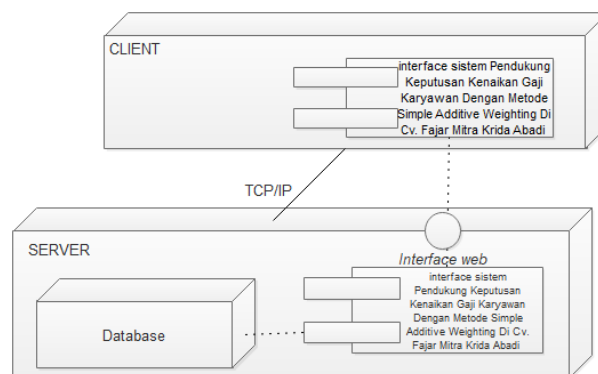 CLIENT
interface sistem Pendukung
Keputusan Kenaikan Gaji
Karyawan Dengan Metode
Simple Additive Weighting Di
Cv. Fajar Mitra Krida Abadi
TCP/IP
SERVER
Interface web
interface sistem
Pendukung Keputusan
Kenaikan Gaji Karyawan
Dengan Metode Simple
Additive Weighting Di Cv.
Fajar Mitra Krida Abadi
Database